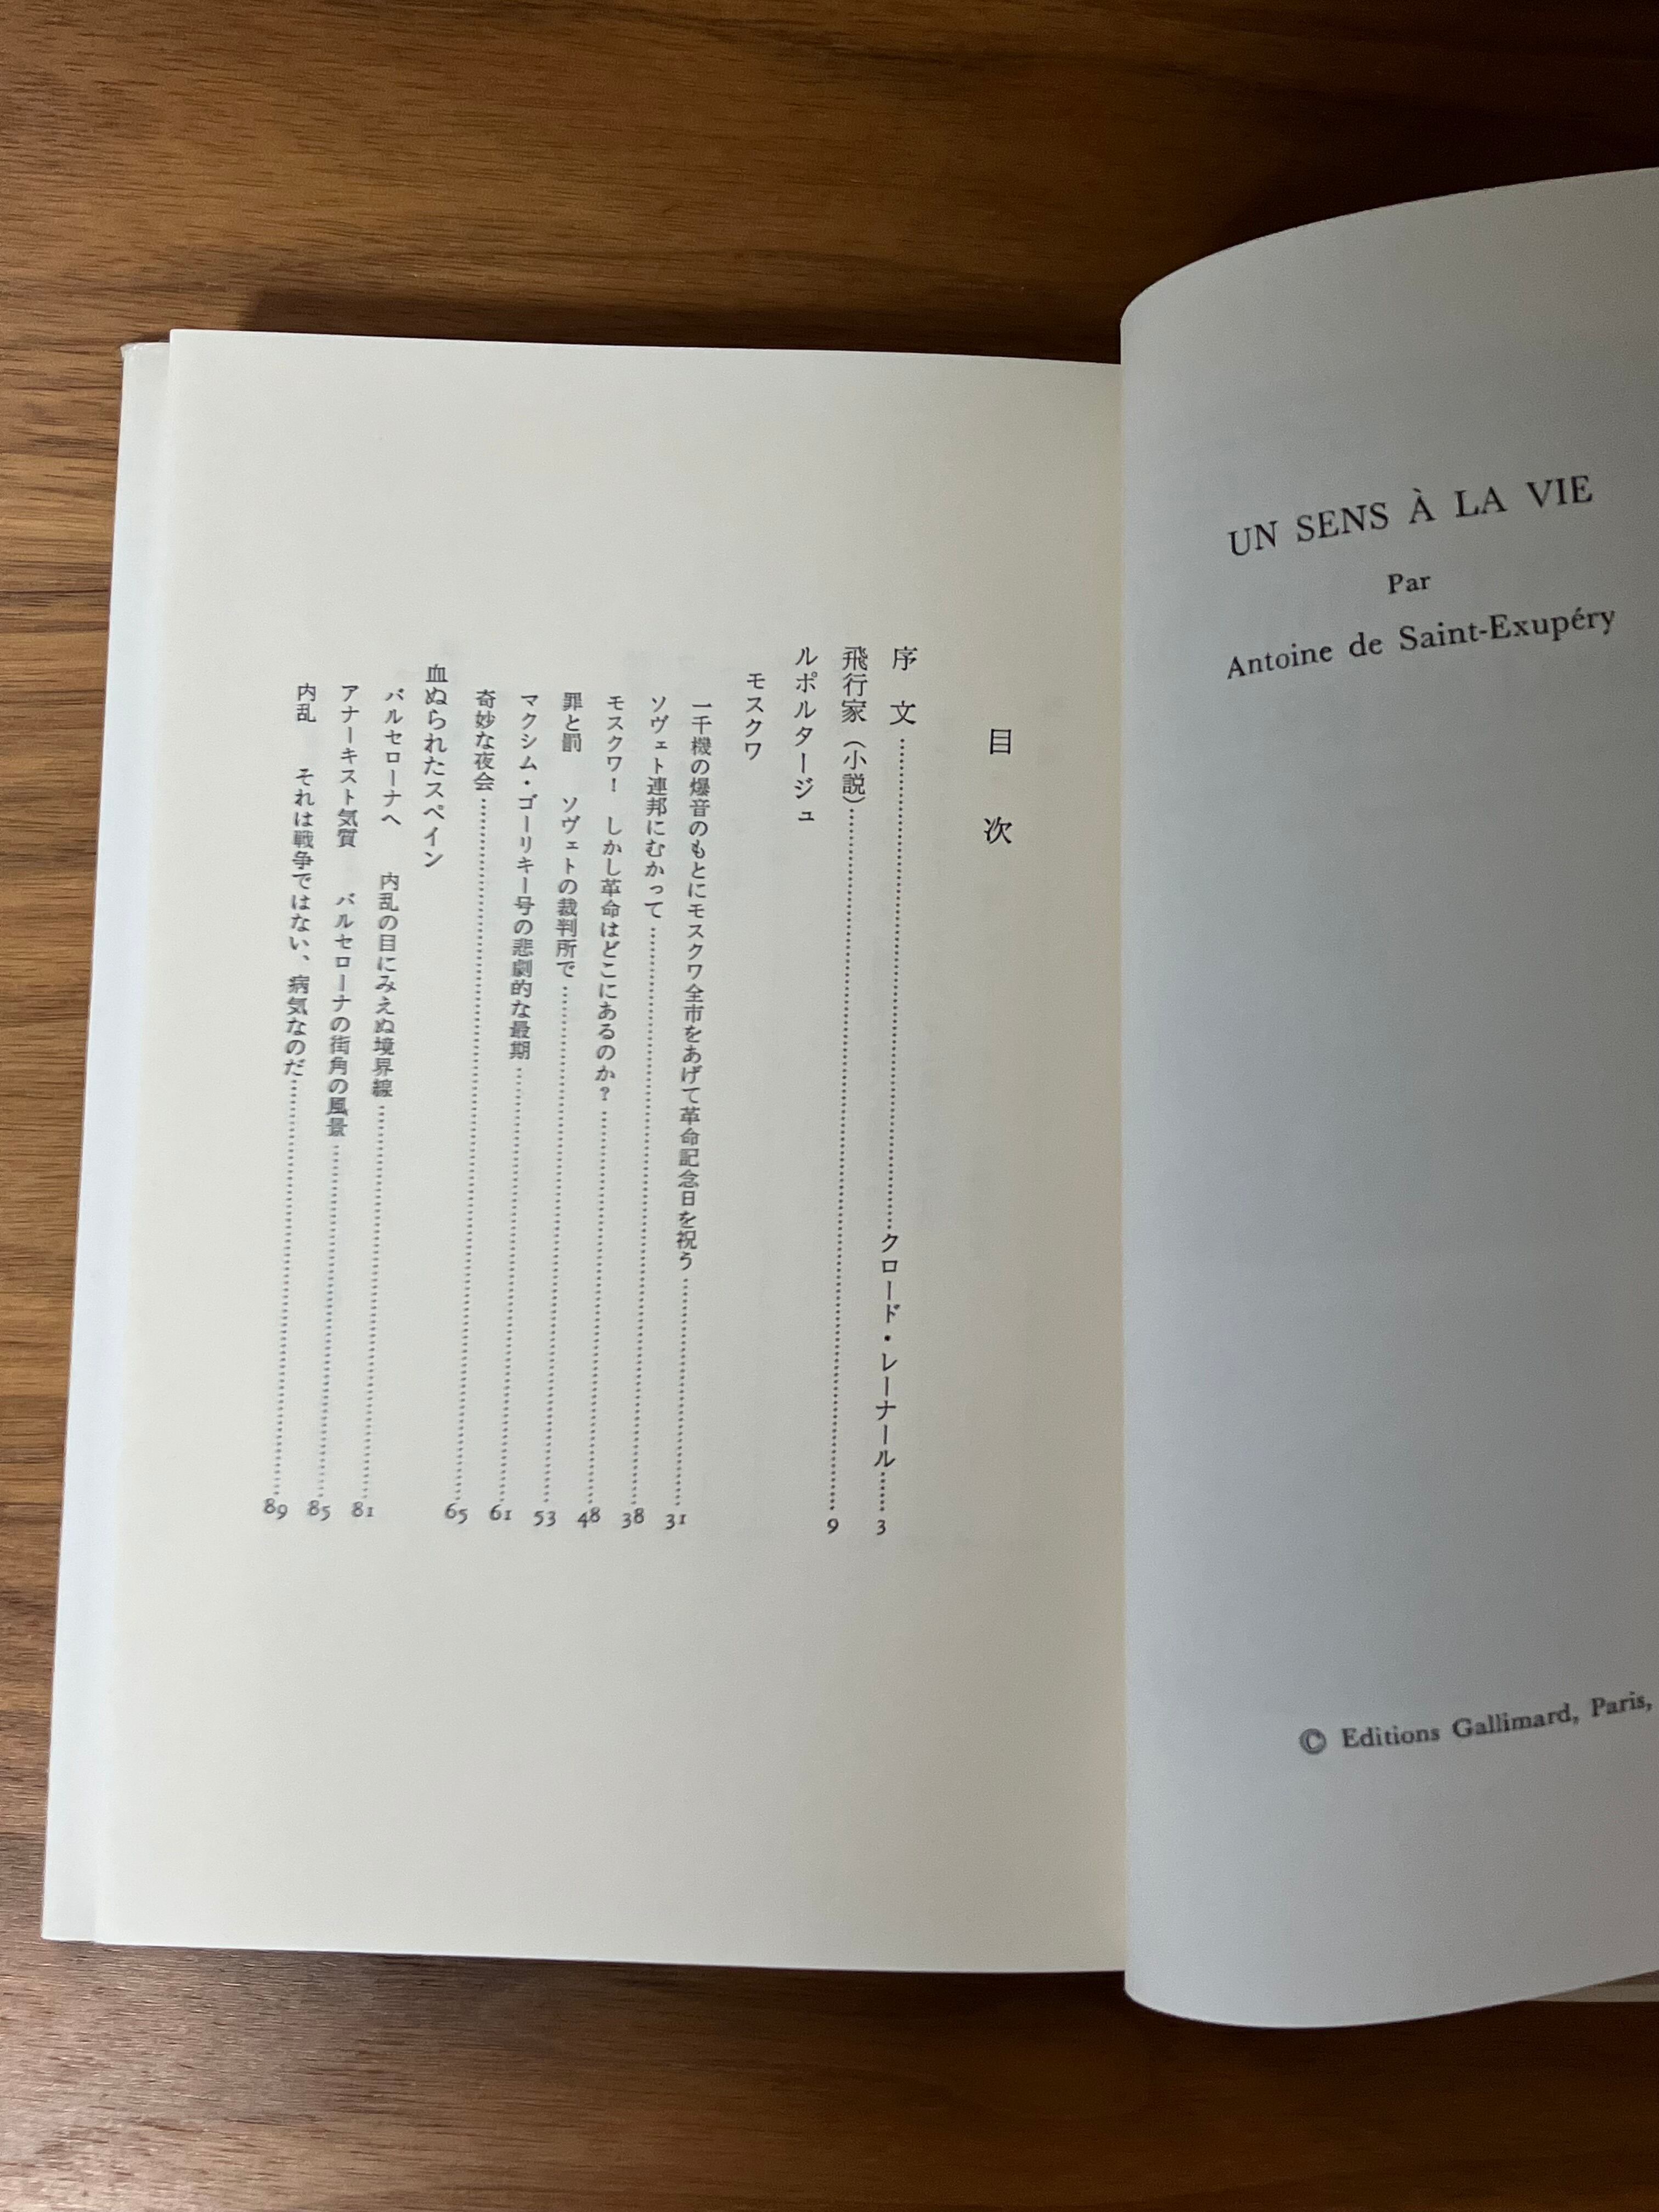 UN SENS À LA VIE
Par
Antoine de Saint-Exupéry
© Editions Gallimard, Paris,
目次
序文……クロード・レーナール……3
飛行家（小説）……9
ルポルタージュ
モスクワ
一千機の爆音のもとにモスクワ全市をあげて革命記念日を祝う……31
ソヴェト連邦にむかって……38
モスクワ！ しかし革命はどこにあるのか？……48
罪と罰 ソヴェトの裁判所で……53
マクシム・ゴーリキー号の悲劇的な最期……61
奇妙な夜会……65
血ぬられたスペイン
バルセローナへ 内乱の目にみえぬ境界線……81
アナーキスト気質 バルセローナの街角の風景……85
内乱 それは戦争ではない、病気なのだ……89